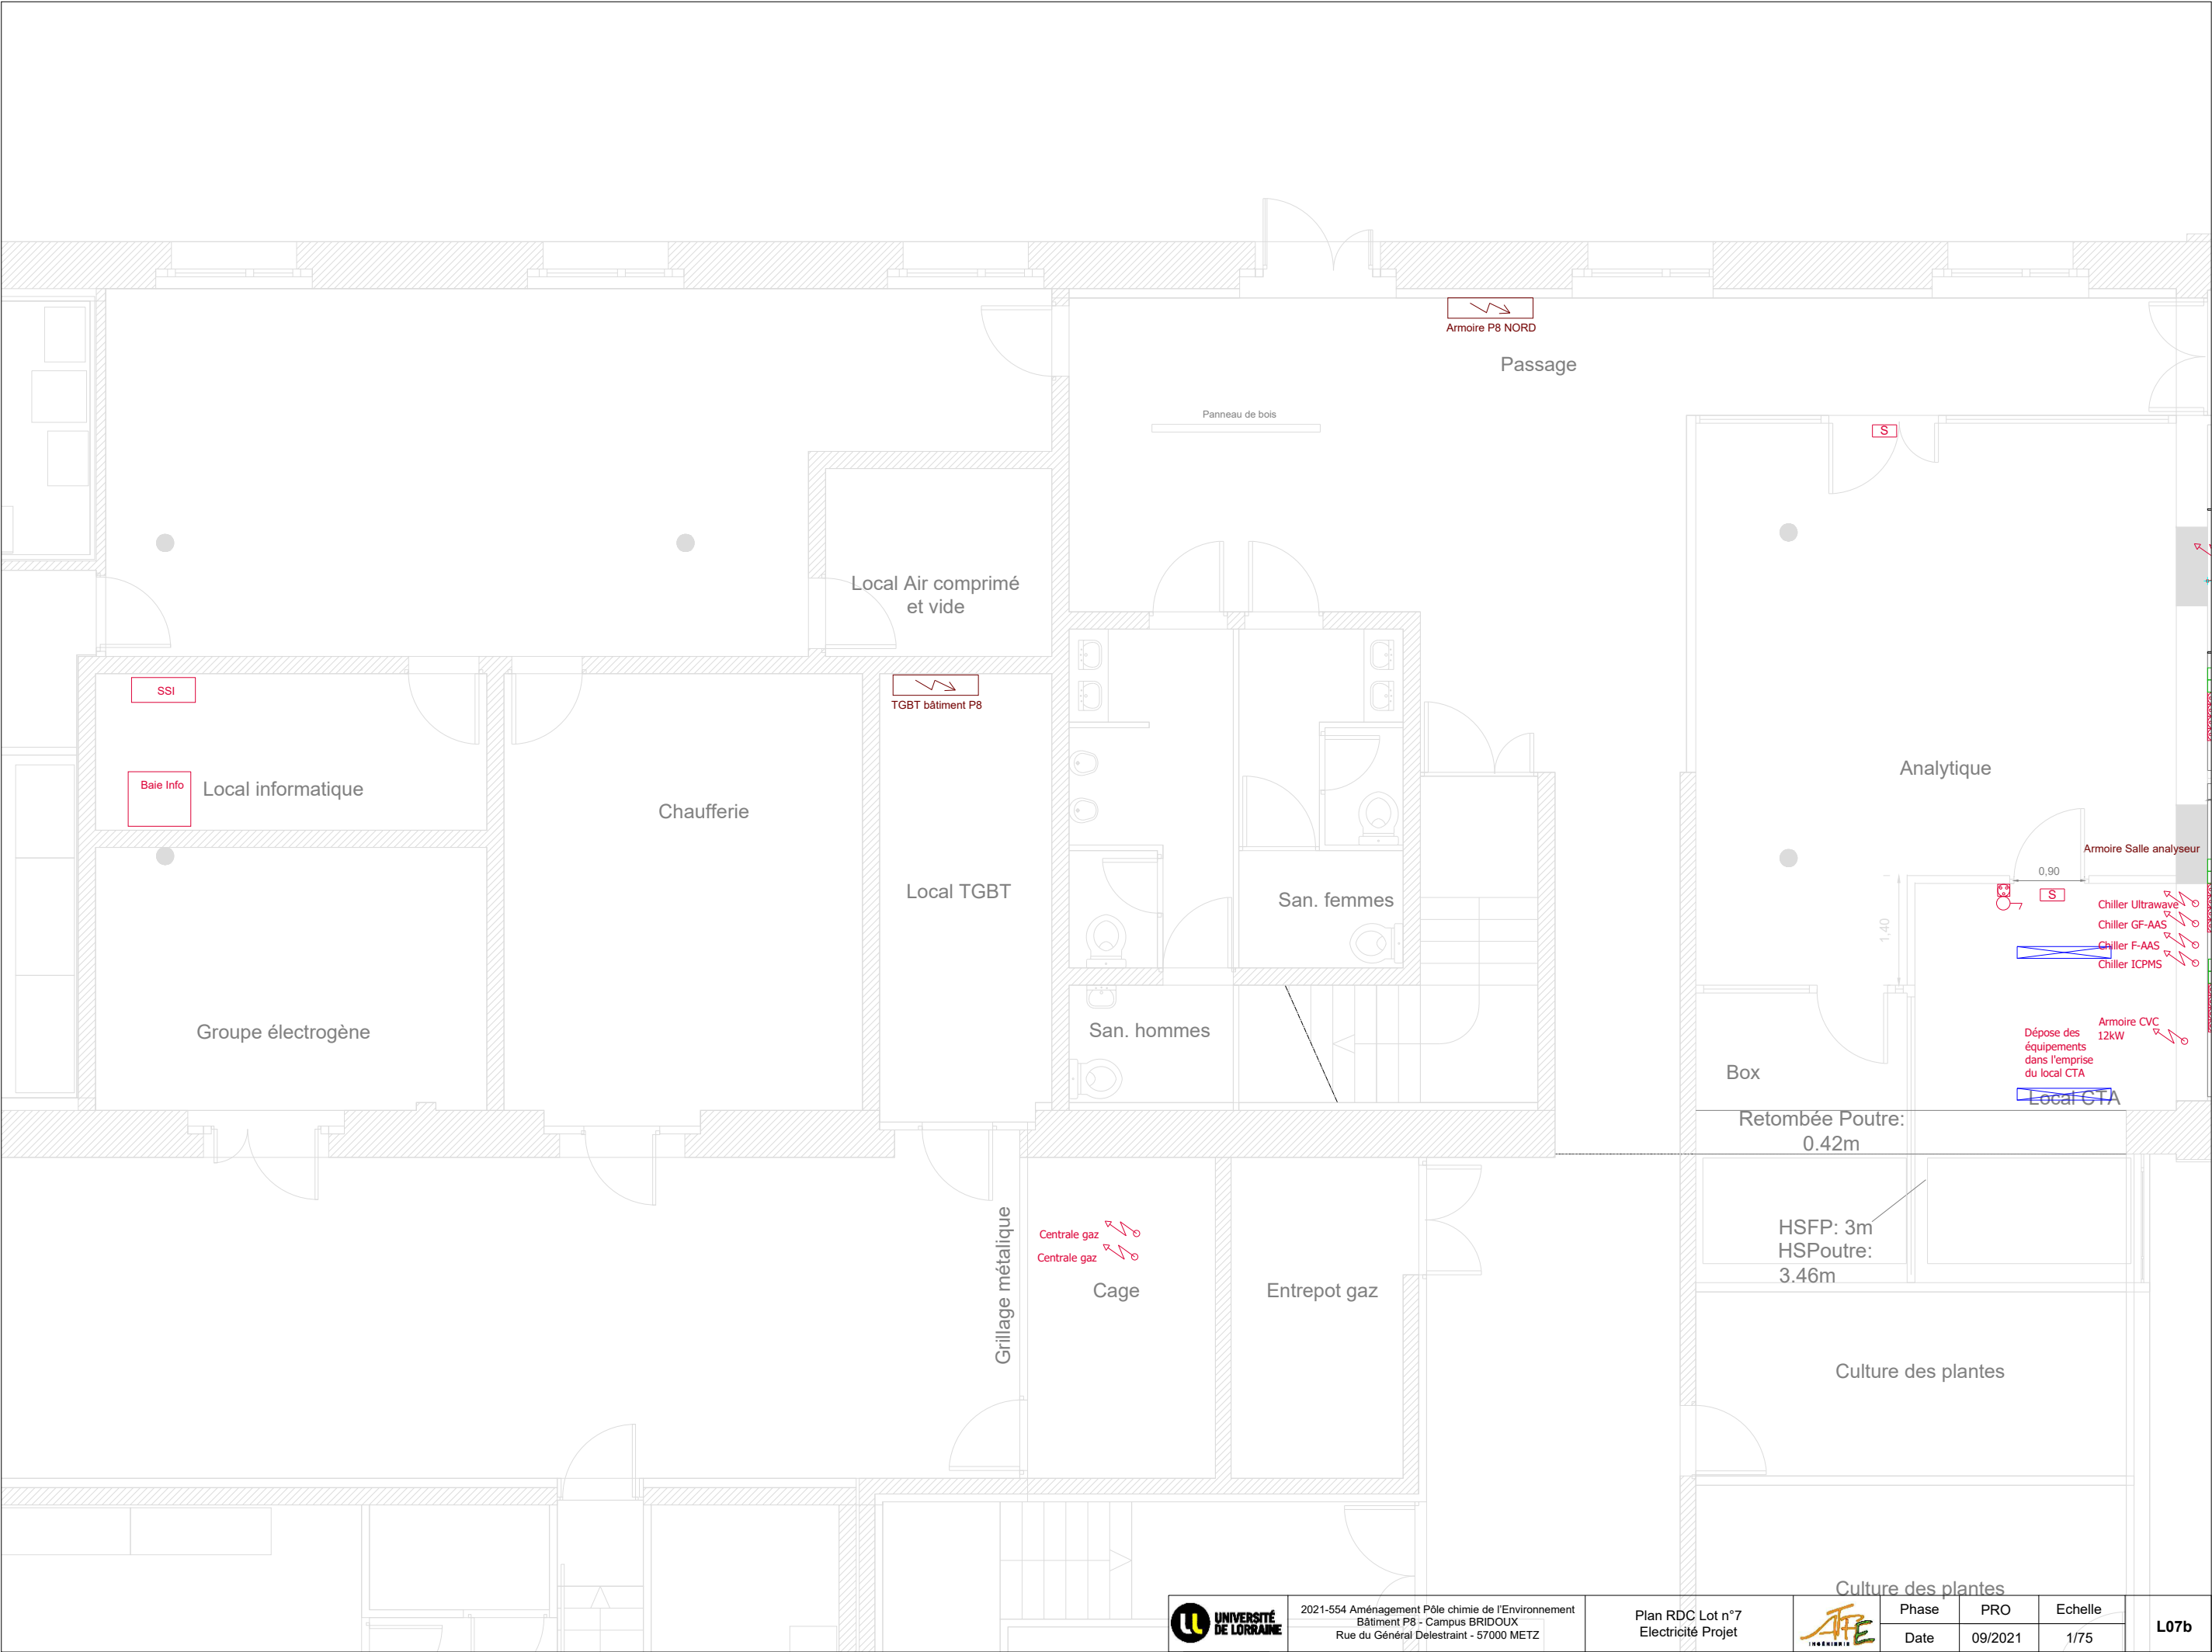 Armoire P8 NORD
Passage
Panneau de bois
S
Local Air comprimé
et vide
SSI
TGBT bâtiment P8
Baie Info
Local informatique
Chaufferie
Analytique
Armoire Salle analyseur
0,90
Local TGBT
San. femmes
S
1,40
Chiller Ultrawave
Chiller GF-AAS
Chiller F-AAS
Chiller ICPMS
Groupe électrogène
San. hommes
Armoire CVC
12kW
Dépose des
équipements
dans l'emprise
du local CTA
Box
Local CTA
Retombée Poutre:
0.42m
Grillage métalique
Centrale gaz
Centrale gaz
Cage
Entrepot gaz
HSFP: 3m
HSPoutre:
3.46m
Culture des plantes
Culture des plantes
UNIVERSITÉ
DE LORRAINE
2021-554 Aménagement Pôle chimie de l'Environnement
Bâtiment P8 - Campus BRIDOUX
Rue du Général Delestraint - 57000 METZ
Plan RDC Lot n°7
Electricité Projet
INGÉNIERIE
Phase PRO Echelle
Date 09/2021 1/75
L07b